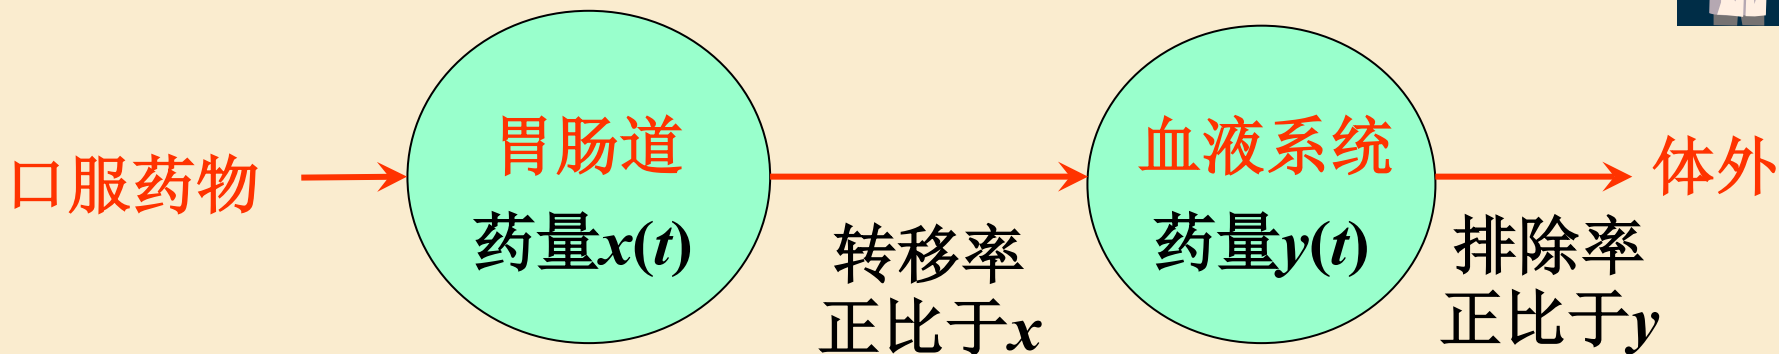 口服药物
胃肠道
药量x(t)
转移率
正比于x
血液系统
药量y(t)
排除率
正比于y
体外